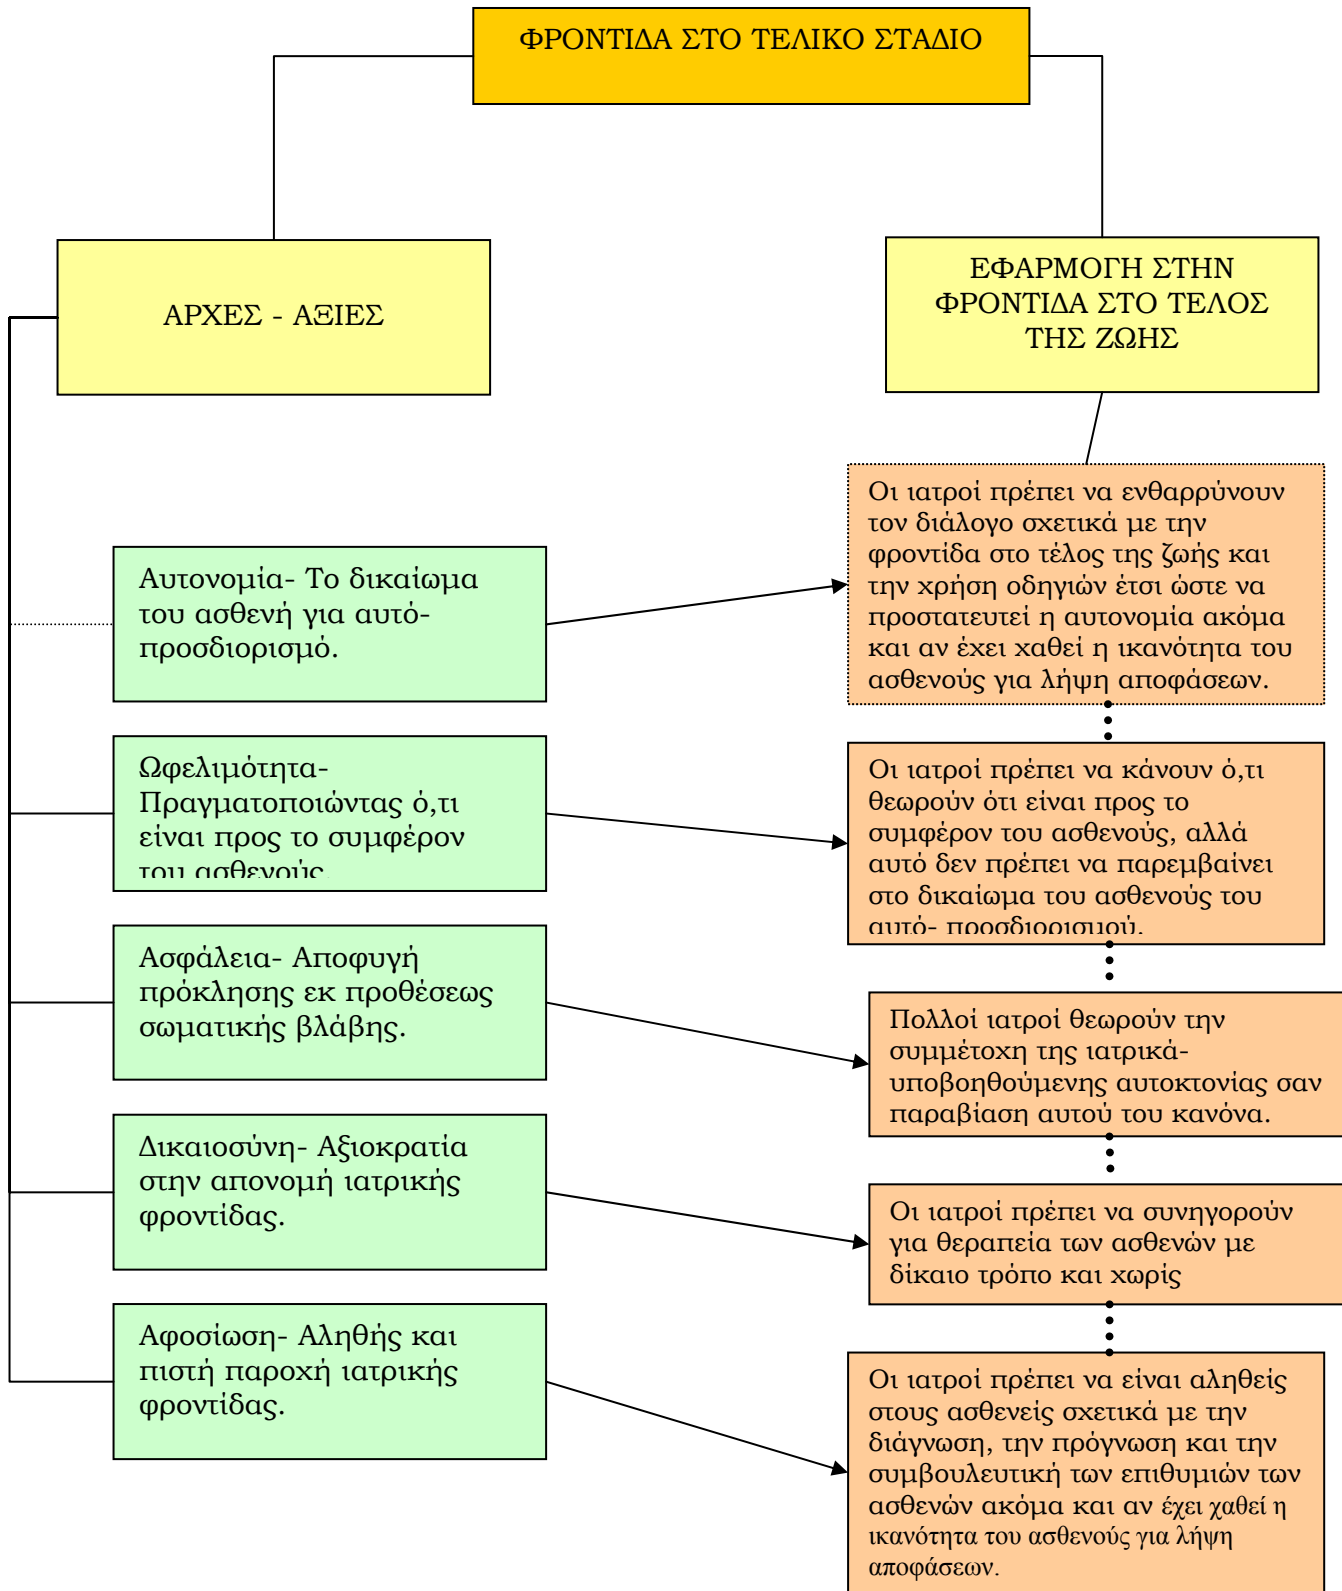 ΦΡΟΝΤΙΔΑ ΣΤΟ ΤΕΛΙΚΟ ΣΤΑΔΙΟ
ΑΡΧΕΣ - ΑΞΙΕΣ
ΕΦΑΡΜΟΓΗ ΣΤΗΝ
ΦΡΟΝΤΙΔΑ ΣΤΟ ΤΕΛΟΣ
ΤΗΣ ΖΩΗΣ
Αυτονομία- Το δικαίωμα
του ασθενή για αυτό-
προσδιορισμό.
Οι ιατροί πρέπει να ενθαρρύνουν
τον διάλογο σχετικά με την
φροντίδα στο τέλος της ζωής και
την χρήση οδηγιών έτσι ώστε να
προστατευτεί η αυτονομία ακόμα
και αν έχει χαθεί η ικανότητα του
ασθενούς για λήψη αποφάσεων.
Ωφελιμότητα-
Πραγματοποιώντας ό,τι
είναι προς το συμφέρον
του ασθενούς.
Οι ιατροί πρέπει να κάνουν ό,τι
θεωρούν ότι είναι προς το
συμφέρον του ασθενούς, αλλά
αυτό δεν πρέπει να παρεμβαίνει
στο δικαίωμα του ασθενούς του
αυτό- προσδιορισμού.
Ασφάλεια- Αποφυγή
πρόκλησης εκ προθέσεως
σωματικής βλάβης.
Πολλοί ιατροί θεωρούν την
συμμέτοχη της ιατρικά-
υποβοηθούμενης αυτοκτονίας σαν
παραβίαση αυτού του κανόνα.
Δικαιοσύνη- Αξιοκρατία
στην απονομή ιατρικής
φροντίδας.
Οι ιατροί πρέπει να συνηγορούν
για θεραπεία των ασθενών με
δίκαιο τρόπο και χωρίς
Αφοσίωση- Αληθής και
πιστή παροχή ιατρικής
φροντίδας.
Οι ιατροί πρέπει να είναι αληθείς
στους ασθενείς σχετικά με την
διάγνωση, την πρόγνωση και την
συμβουλευτική των επιθυμιών των
ασθενών ακόμα και αν έχει χαθεί η
ικανότητα του ασθενούς για λήψη
αποφάσεων.